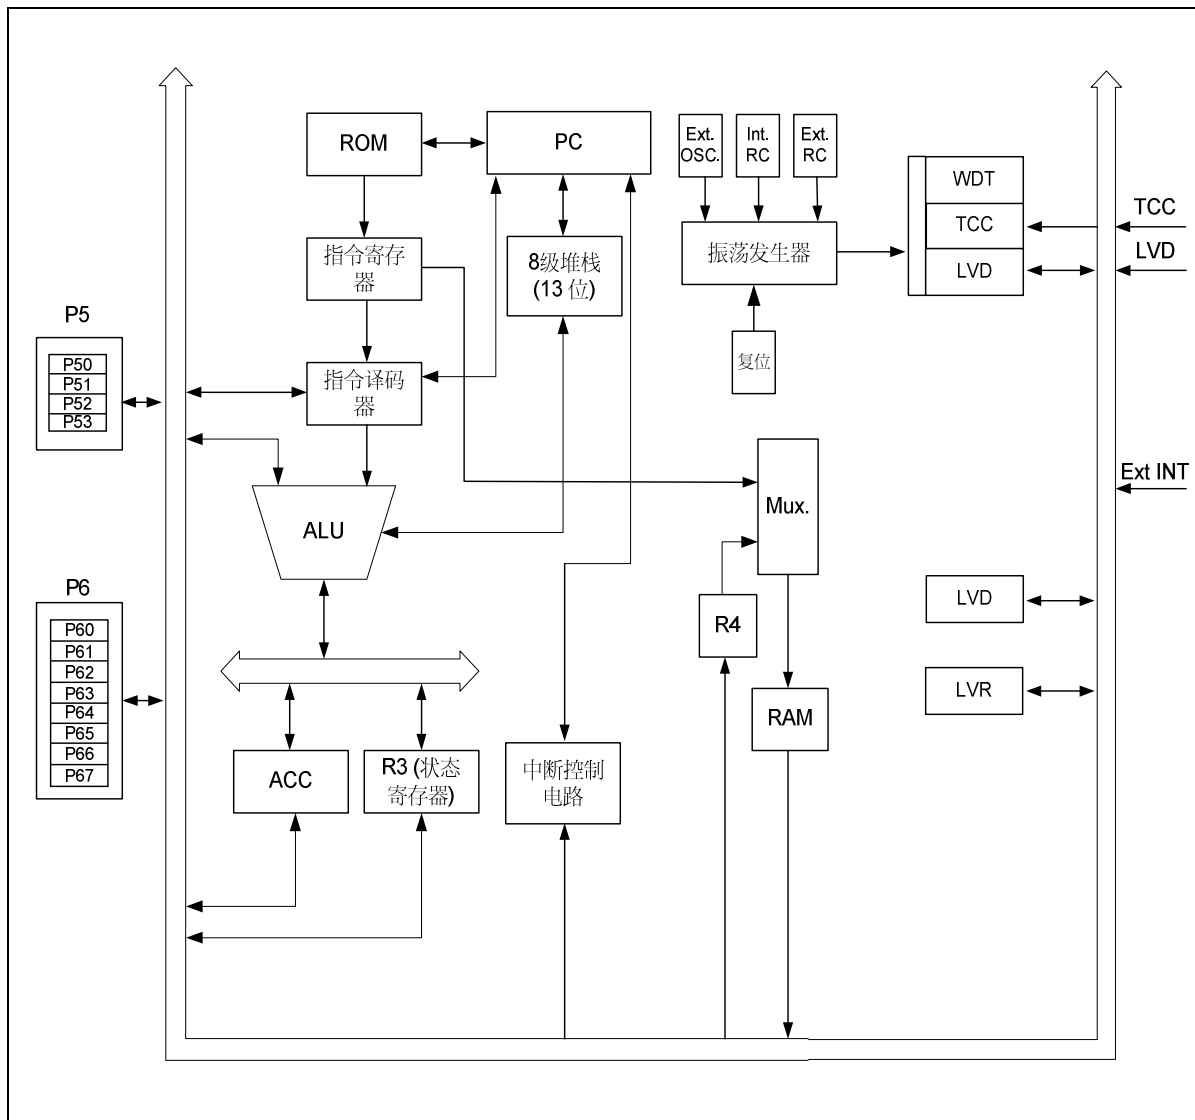 ROM
PC
Ext.
OSC.
Int.
RC
Ext.
RC
WDT
TCC
LVD
TCC
LVD
指令寄存
器
8级堆栈
(13 位)
振荡发生器
复位
P5
P50
P51
P52
P53
指令译码
器
ALU
Mux.
Ext INT
P6
P60
P61
P62
P63
P64
P65
P66
P67
R4
LVD
LVR
RAM
ACC
R3 (状态
寄存器)
中断控制
电路